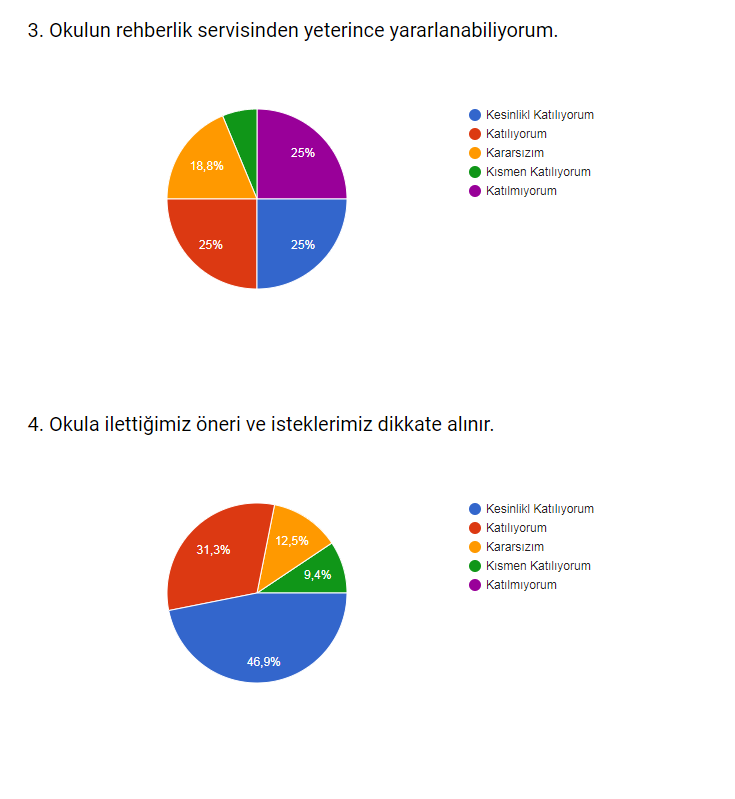 3. Okulun rehberlik servisinden yeterince yararlanabiliyorum.
25%
18,8%
25%
25%
Kesinlikl Katılıyorum
Katılıyorum
Kararsızım
Kısmen Katılıyorum
Katılmıyorum
4. Okula ilettiğimiz öneri ve isteklerimiz dikkate alınır.
12,5%
31,3%
9,4%
46,9%
Kesinlikl Katılıyorum
Katılıyorum
Kararsızım
Kısmen Katılıyorum
Katılmıyorum